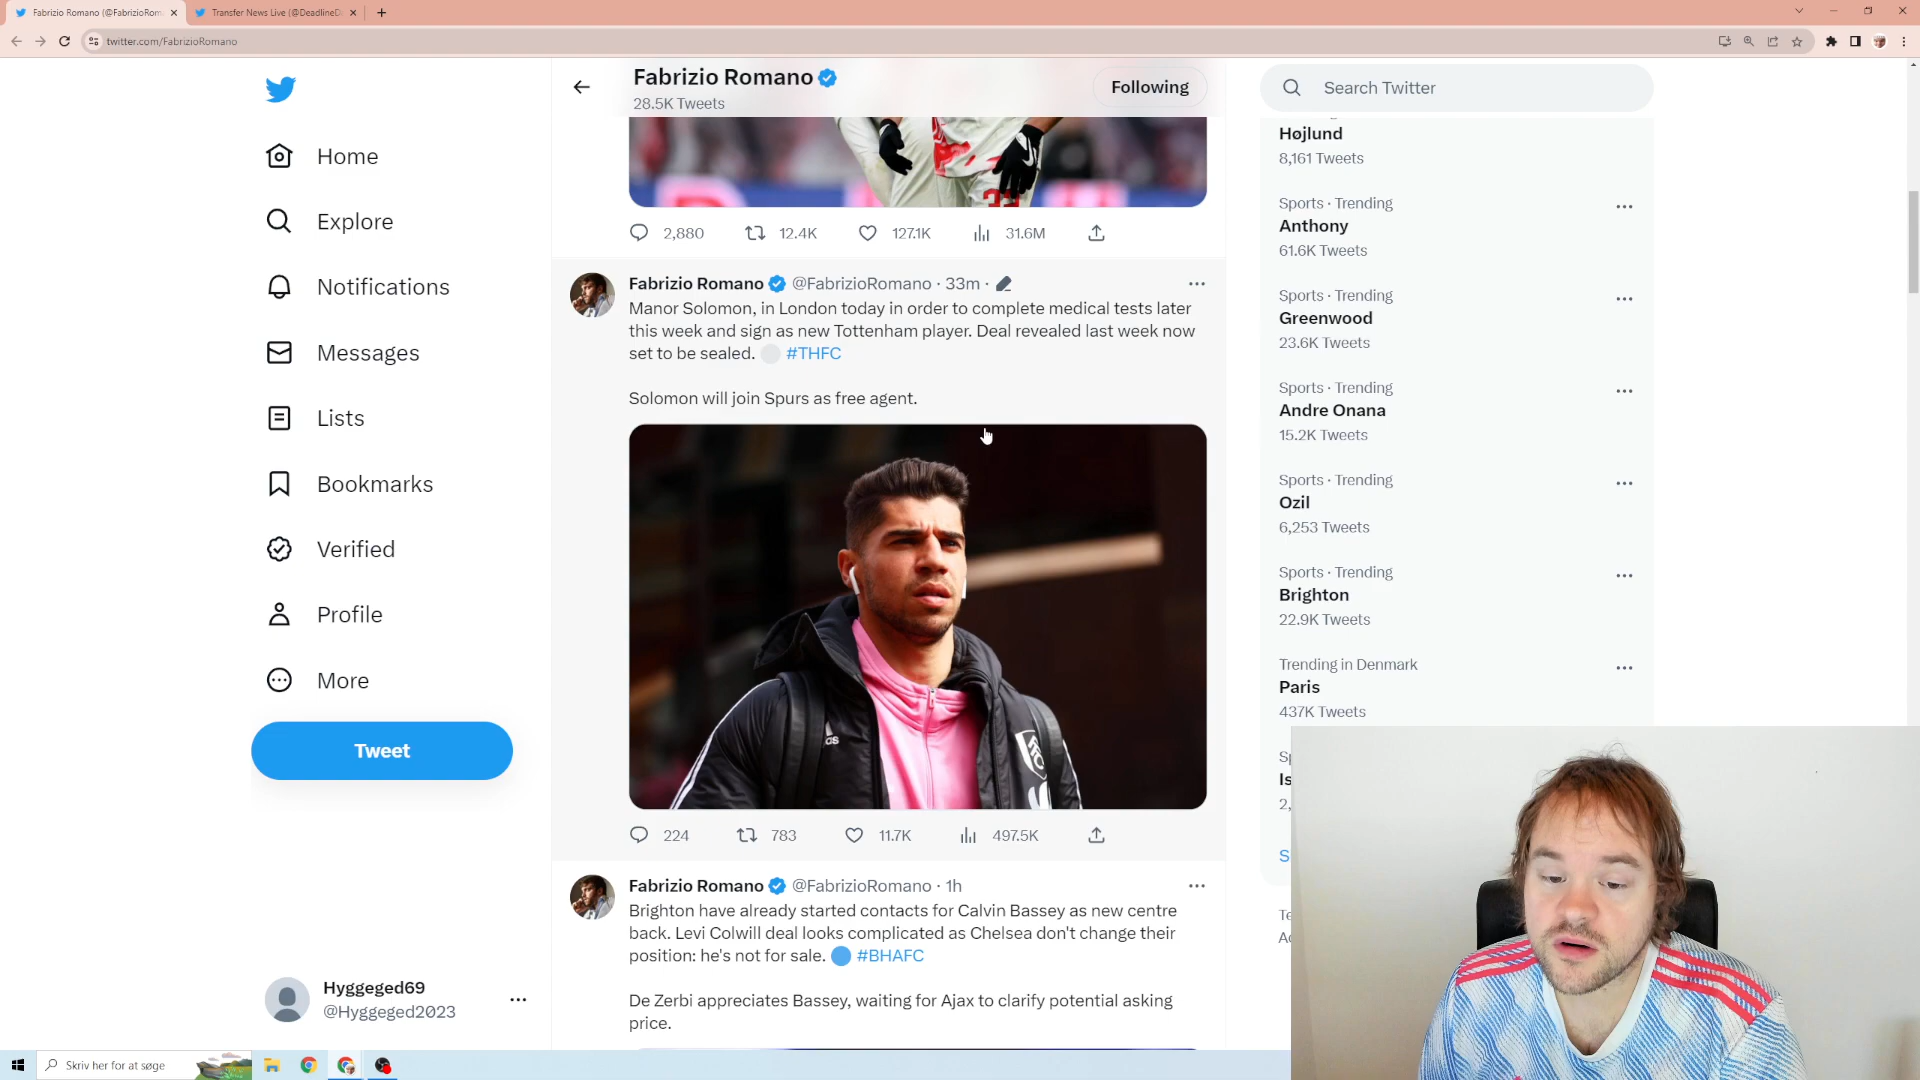 Fabrizio Romano (@FabrizioRom
Transfer News Live (@DeadlineD
twitter.com/FabrizioRomano
Home
Explore
Notifications
Messages
Lists
Bookmarks
Verified
Profile
More
Tweet
Hyggeged69
@Hyggeged2023
Fabrizio Romano
28.5K Tweets
Following
2,880 12.4K 127.1K 31.6M
Fabrizio Romano @FabrizioRomano · 33m ·
Manor Solomon, in London today in order to complete medical tests later
this week and sign as new Tottenham player. Deal revealed last week now
set to be sealed. #THFC
Solomon will join Spurs as free agent.
224 783 11.7K 497.5K
Fabrizio Romano @FabrizioRomano · 1h
Brighton have already started contacts for Calvin Bassey as new centre
back. Levi Colwill deal looks complicated as Chelsea don't change their
position: he's not for sale. #BHAFC
De Zerbi appreciates Bassey, waiting for Ajax to clarify potential asking
price.
Search Twitter
Højlund
8,161 Tweets
Sports · Trending
Anthony
61.6K Tweets
Sports · Trending
Greenwood
23.6K Tweets
Sports · Trending
Andre Onana
15.2K Tweets
Sports · Trending
Ozil
6,253 Tweets
Sports · Trending
Brighton
22.9K Tweets
Trending in Denmark
Paris
437K Tweets
Skriv her for at søge